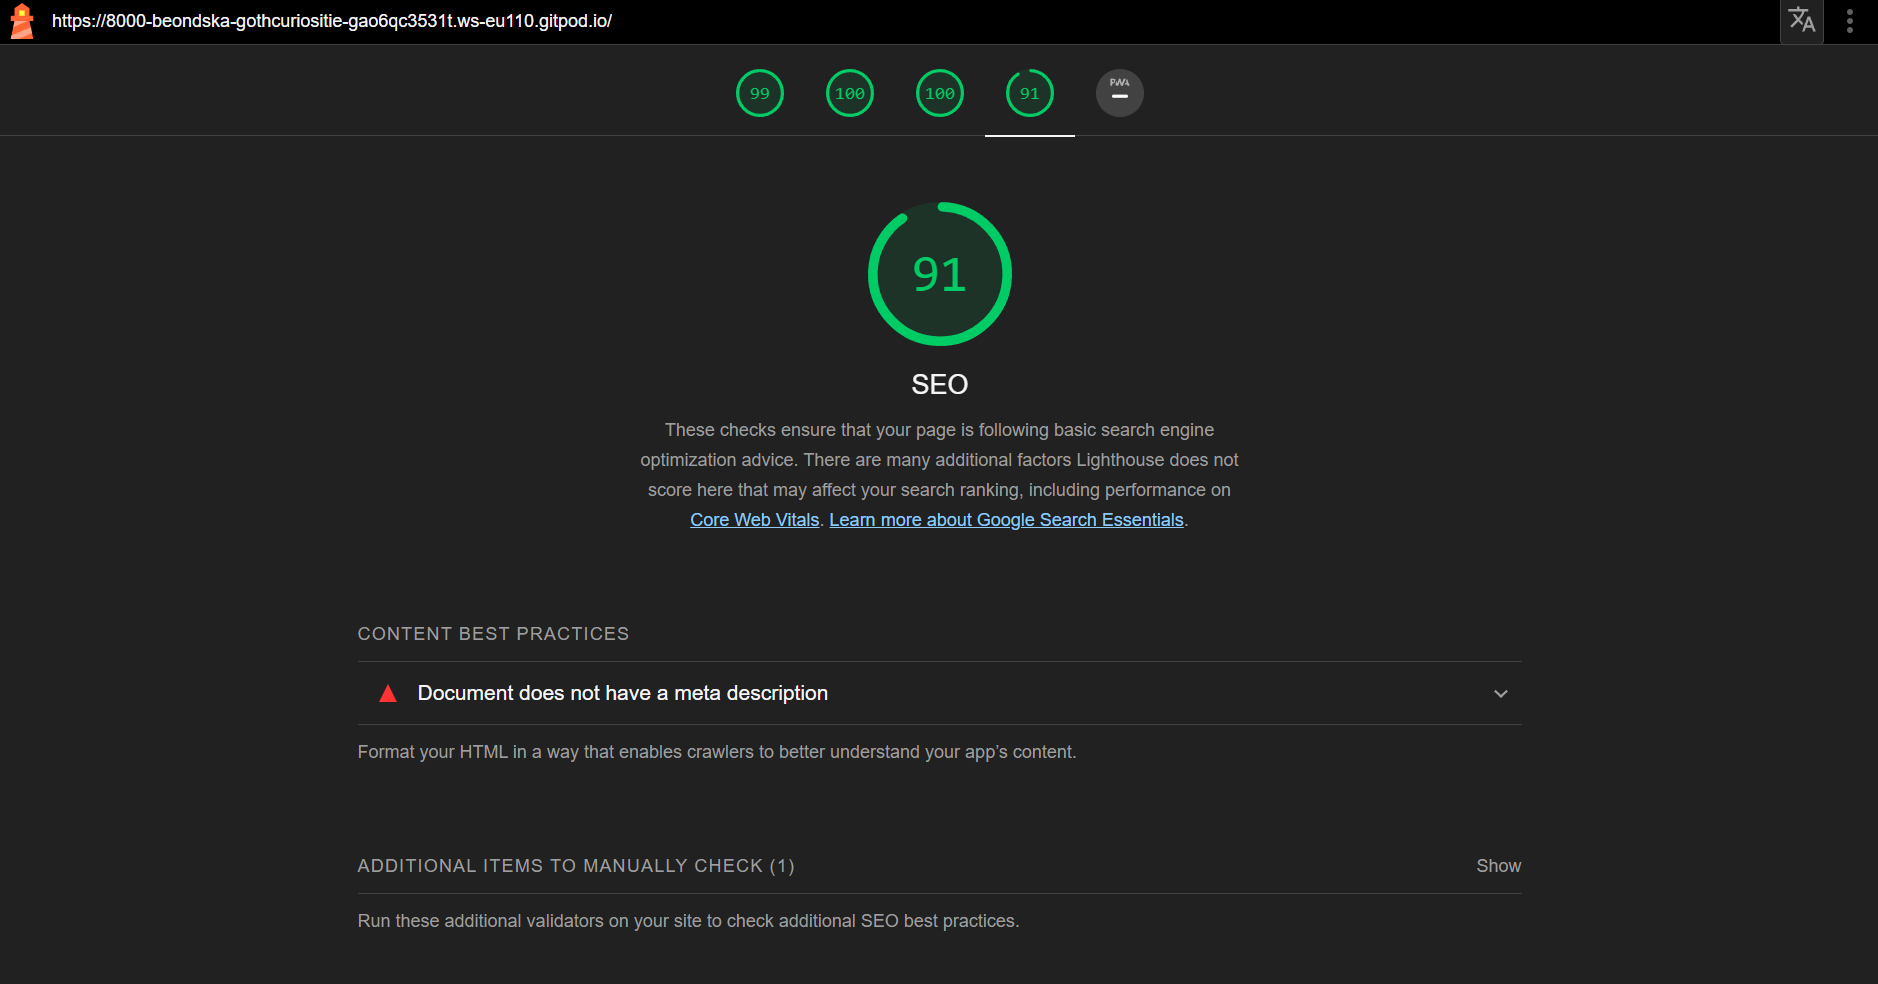 https://8000-beondska-gothcuriositie-gao6qc3531t.ws-eu110.gitpod.io/
99 100 100 91 PWA
91
SEO
These checks ensure that your page is following basic search engine
optimization advice. There are many additional factors Lighthouse does not
score here that may affect your search ranking, including performance on
Core Web Vitals. Learn more about Google Search Essentials.
CONTENT BEST PRACTICES
Document does not have a meta description
Format your HTML in a way that enables crawlers to better understand your app's content.
ADDITIONAL ITEMS TO MANUALLY CHECK (1) Show
Run these additional validators on your site to check additional SEO best practices.